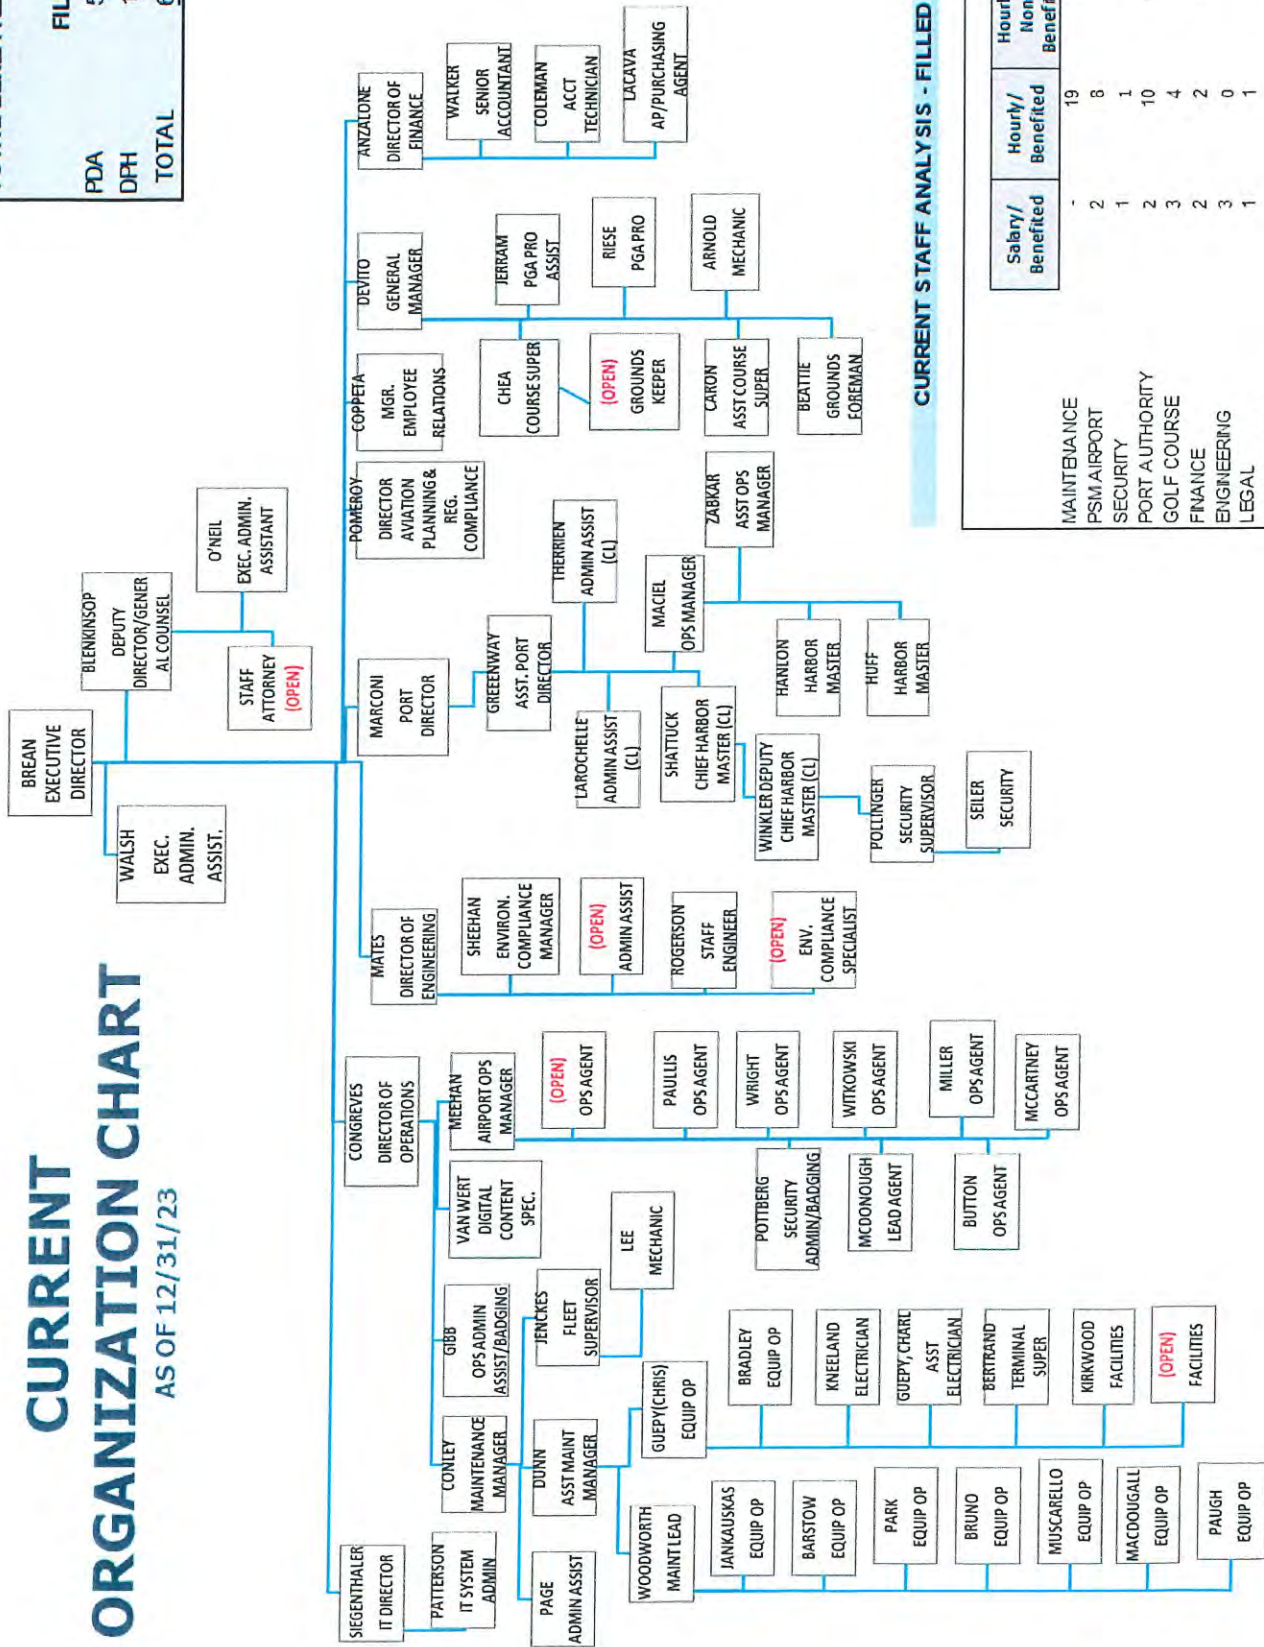 CURRENT
ORGANIZATION CHART
AS OF 12/31/23
FIL
PDA
DPH
TOTAL
BREAN
EXECUTIVE
DIRECTOR
WALSH
EXEC.
ADMIN.
ASSIST.
BLENKINSOP
DEPUTY
DIRECTOR/GENER
AL COUNSEL
O'NEIL
EXEC. ADMIN.
ASSISTANT
STAFF
ATTORNEY
(OPEN)
SIEGENTHALER
IT DIRECTOR
PATTERSON
IT SYSTEM
ADMIN
CONGREVES
DIRECTOR OF
OPERATIONS
CONLEY
MAINTENANCE
MANAGER
GIBB
OPS ADMIN
ASSIST/BADGING
VAN WERT
DIGITAL
CONTENT
SPEC.
MEEHAN
AIRPORT OPS
MANAGER
PAGE
ADMIN ASSIST
DUNN
ASST MAINT
MANAGER
JENCKES
FLEET
SUPERVISOR
LEE
MECHANIC
WOODWORTH
MAINT LEAD
GUEPY(CHRIS)
EQUIP OP
JANKAUSKAS
EQUIP OP
BARSTOW
EQUIP OP
PARK
EQUIP OP
BRUNO
EQUIP OP
MUSCARELLO
EQUIP OP
MACDOUGALL
EQUIP OP
PAUGH
EQUIP OP
BRADLEY
EQUIP OP
KNEELAND
ELECTRICIAN
GUEPY, CHARL
ASST
ELECTRICIAN
BERTRAND
TERMINAL
SUPER
KIRKWOOD
FACILITIES
(OPEN)
FACILITIES
(OPEN)
OPS AGENT
PAULLIS
OPS AGENT
WRIGHT
OPS AGENT
WITKOWSKI
OPS AGENT
MILLER
OPS AGENT
MCCARTNEY
OPS AGENT
POTTBERG
SECURITY
ADMIN/BADGING
MCDONOUGH
LEAD AGENT
BUTTON
OPS AGENT
MATES
DIRECTOR OF
ENGINEERING
SHEEHAN
ENVIRON.
COMPLIANCE
MANAGER
(OPEN)
ADMIN ASSIST
ROGERSON
STAFF
ENGINEER
(OPEN)
ENV.
COMPLIANCE
SPECIALIST
MARCONI
PORT
DIRECTOR
GREEENWAY
ASST. PORT
DIRECTOR
LAROCHELLE
ADMIN ASSIST
(CL)
THERRIEN
ADMIN ASSIST
(CL)
SHATTUCK
CHIEF HARBOR
MASTER (CL)
MACIEL
OPS MANAGER
WINKLER DEPUTY
CHIEF HARBOR
MASTER (CL)
ZABKAR
ASST OPS
MANAGER
HANLON
HARBOR
MASTER
HUFF
HARBOR
MASTER
POLLINGER
SECURITY
SUPERVISOR
SEILER
SECURITY
POMEROY
DIRECTOR
AVIATION
PLANNING &
REG.
COMPLIANCE
COPPETA
MGR.
EMPLOYEE
RELATIONS
DEVITO
GENERAL
MANAGER
CHEA
COURSE SUPER
JERRAM
PGA PRO
ASSIST
(OPEN)
GROUNDS
KEEPER
RIESE
PGA PRO
CARON
ASST COURSE
SUPER
ARNOLD
MECHANIC
BEATTIE
GROUNDS
FOREMAN
ANZALONE
DIRECTOR OF
FINANCE
WALKER
SENIOR
ACCOUNTANT
COLEMAN
ACCT
TECHNICIAN
LACAVA
AP/PURCHASING
AGENT
CURRENT STAFF ANALYSIS - FILLED
Salary/ Benefited Hourly/ Benefited Hourl Non Benefi
MAINTENANCE - 19
PSM AIRPORT 2 8
SECURITY 1 1
PORT AUTHORITY 2 10
GOLF COURSE 3 4
FINANCE 2 2
ENGINEERING 3 0
LEGAL 1 1